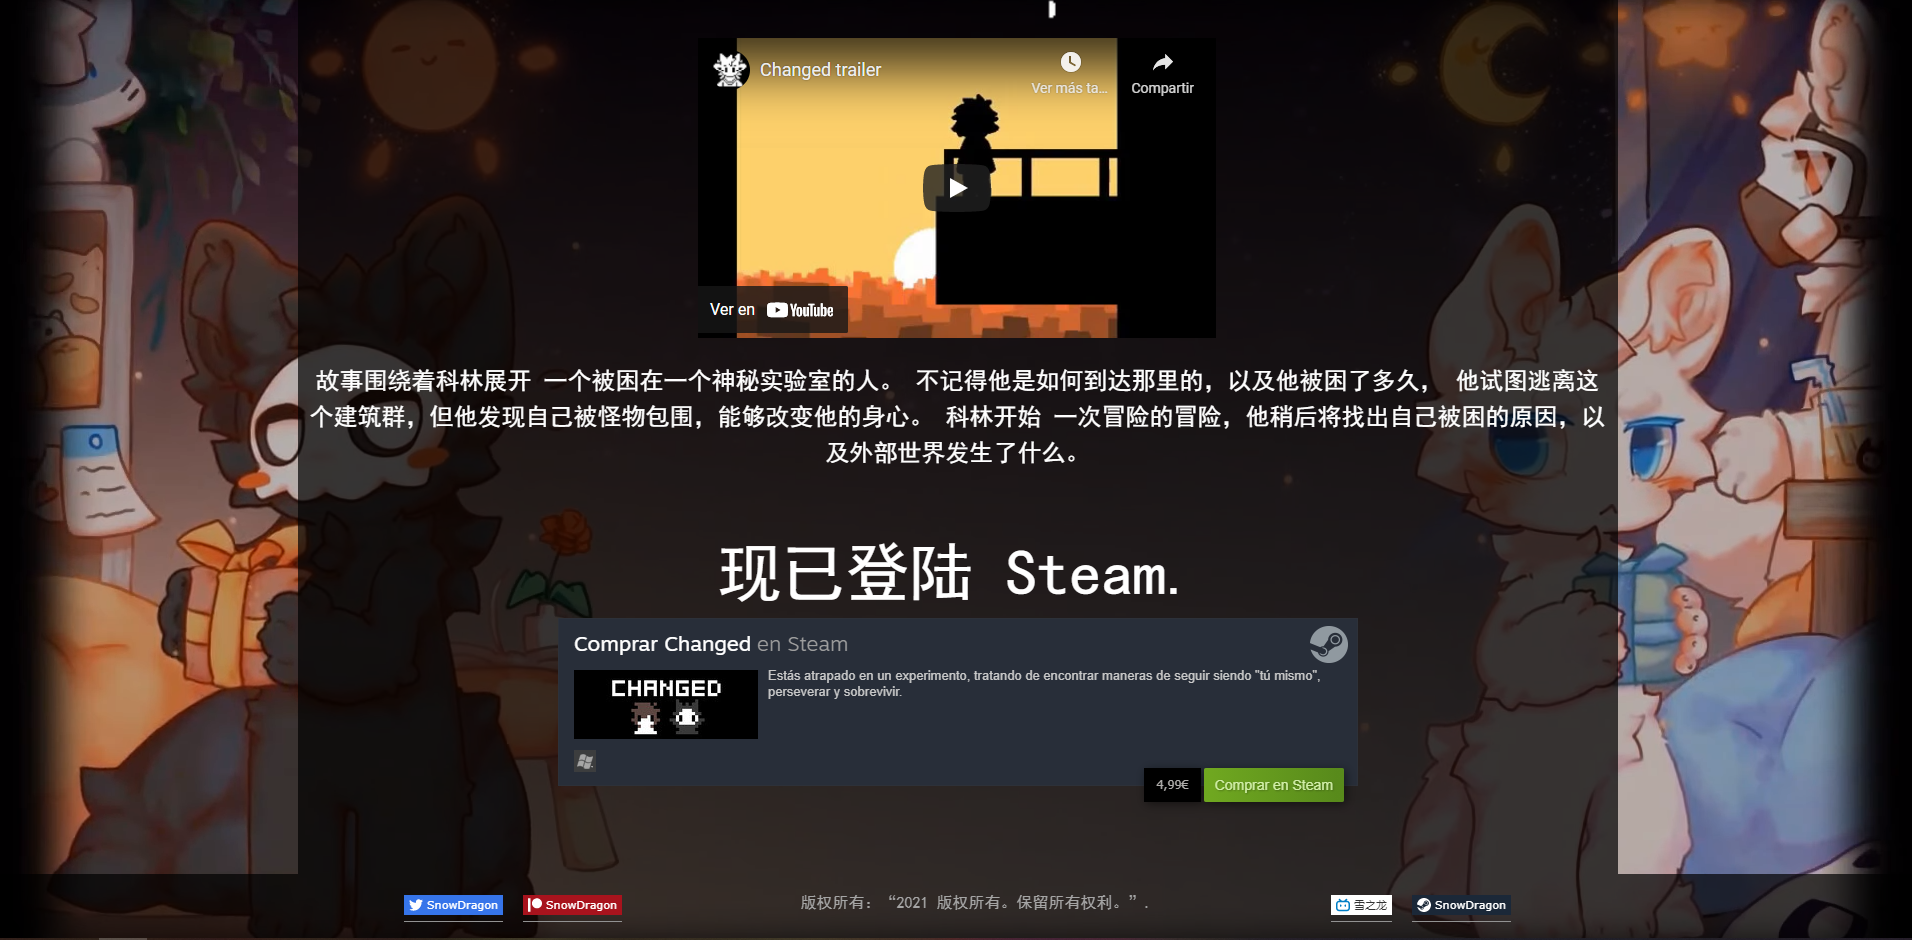 Changed trailer
Ver más ta...
Compartir
Ver en YouTube
故事围绕着科林展开 一个被困在一个神秘实验室的人。 不记得他是如何到达那里的，以及他被困了多久， 他试图逃离这
个建筑群，但他发现自己被怪物包围，能够改变他的身心。 科林开始 一次冒险的冒险，他稍后将找出自己被困的原因，以
及外部世界发生了什么。
现已登陆 Steam.
Comprar Changed en Steam
CHANGED
Estás atrapado en un experimento, tratando de encontrar maneras de seguir siendo "tú mismo",
perseverar y sobrevivir.
4,99€
Comprar en Steam
SnowDragon
SnowDragon
版权所有：“2021 版权所有。保留所有权利。”.
雪之龙
SnowDragon